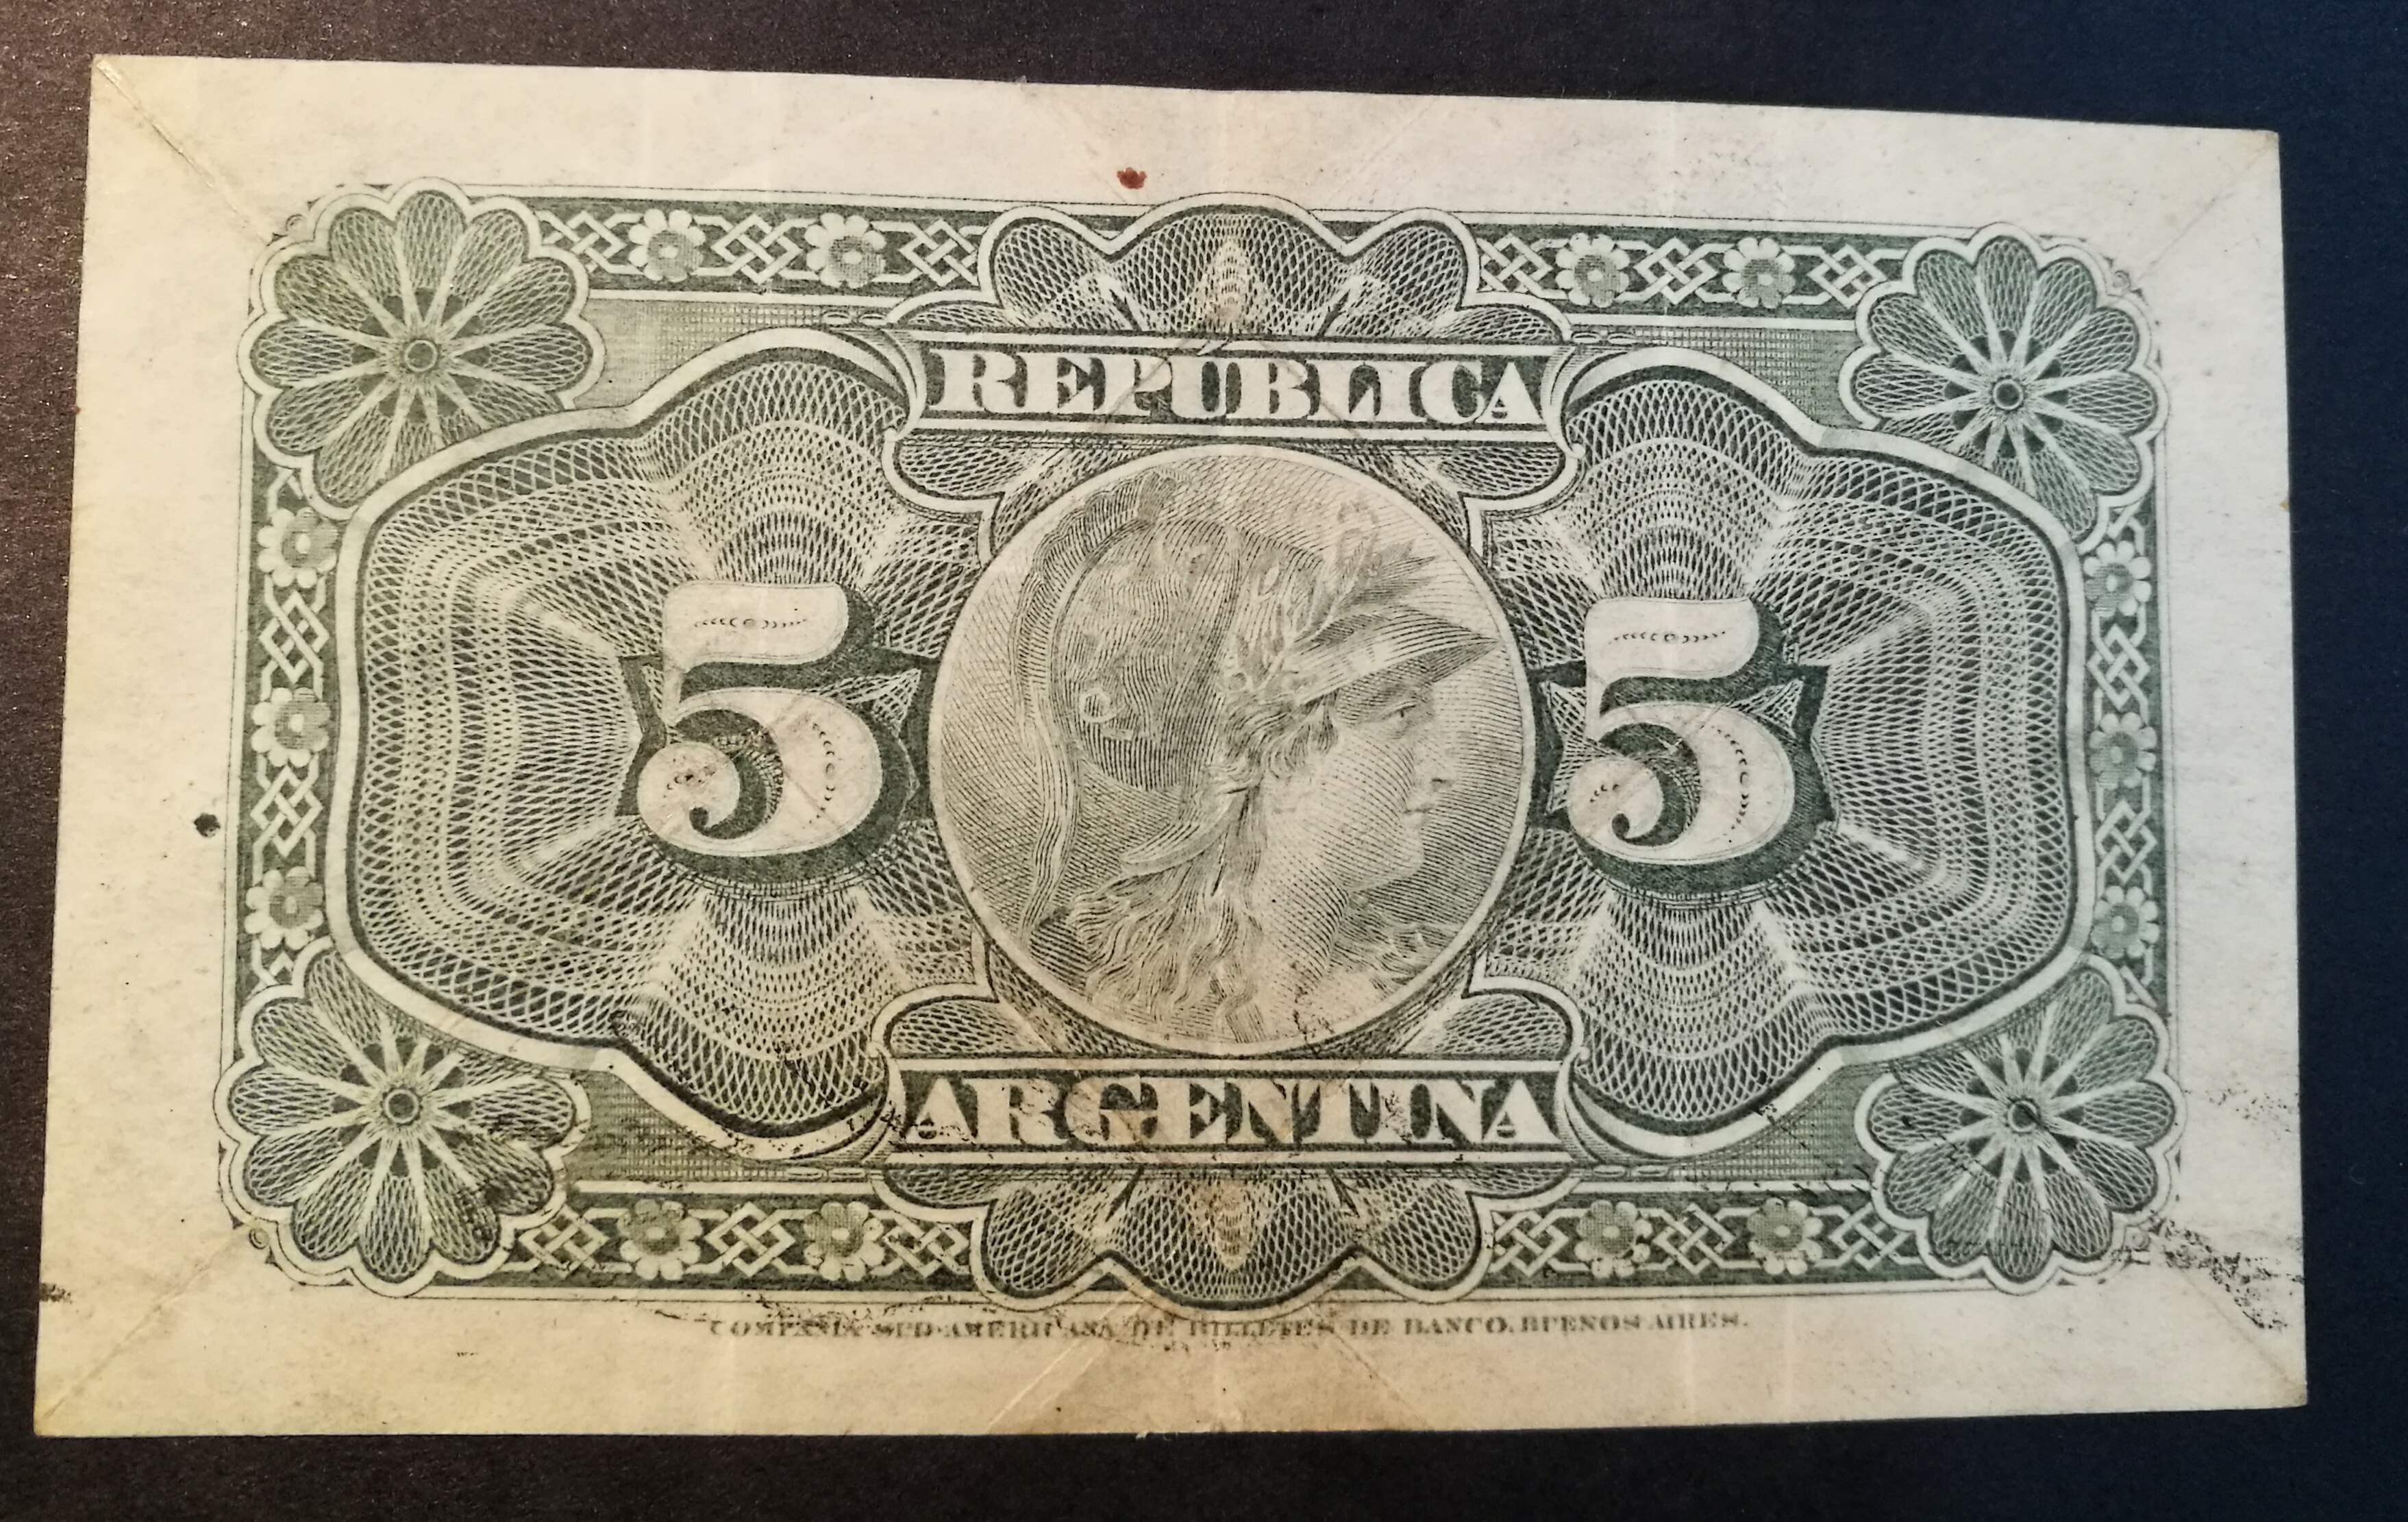 REPÚBLICA
5 5
ARGENTINA
COMPAÑIA SUD-AMERICANA DE BILLETES DE BANCO, BUENOS AIRES.